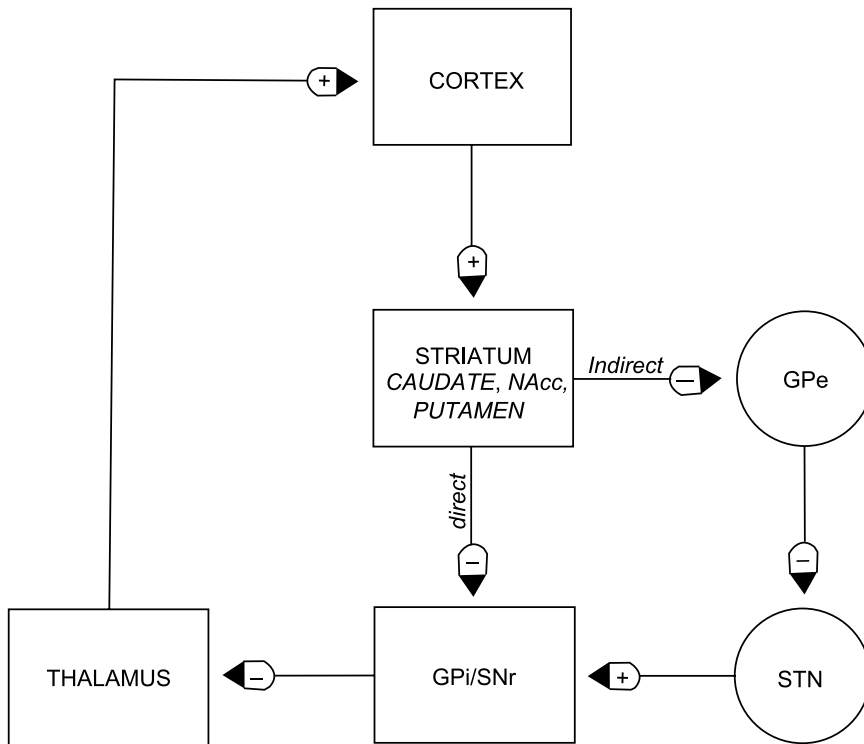 CORTEX
+
+
STRIATUM
CAUDATE, NAcc,
PUTAMEN
Indirect
–
GPe
direct
–
–
THALAMUS
–
GPi/SNr
+
STN